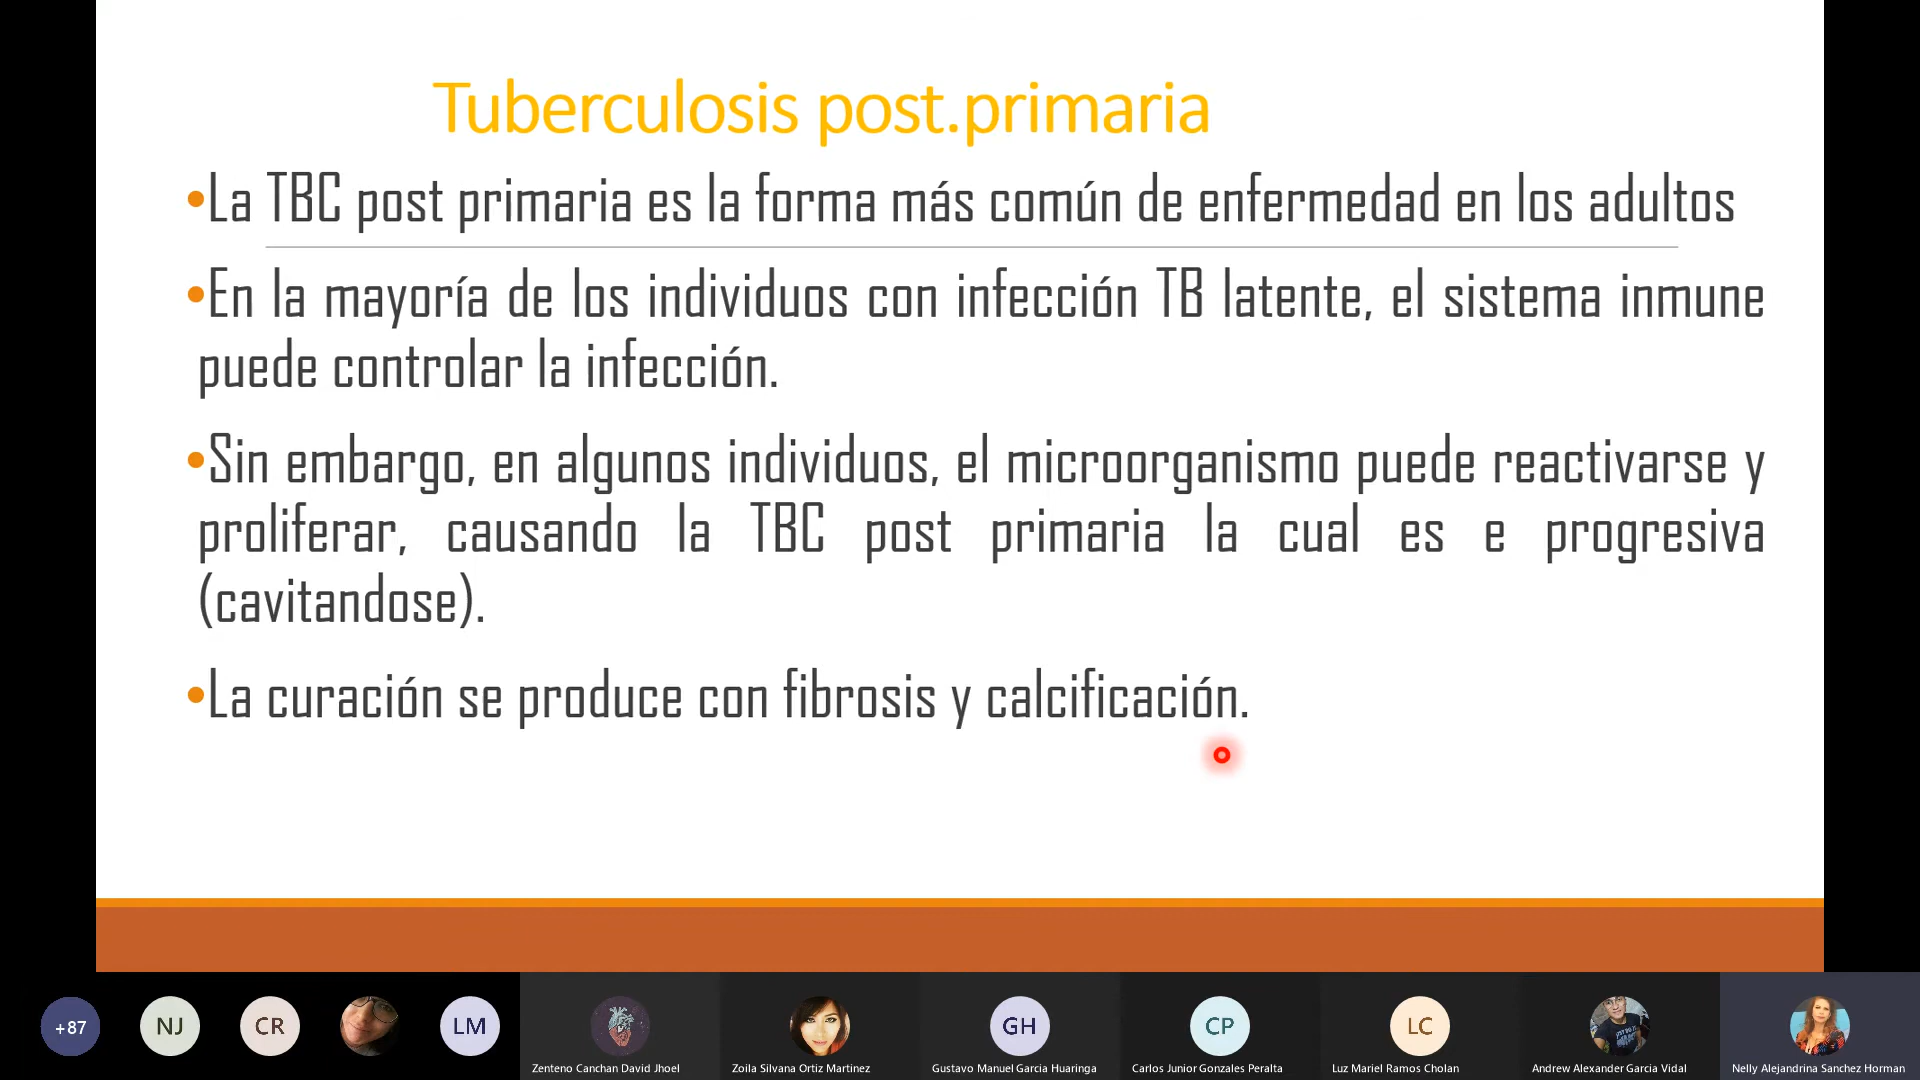 Tuberculosis post.primaria
•La TBC post primaria es la forma más común de enfermedad en los adultos
•En la mayoría de los individuos con infección TB latente, el sistema inmune
puede controlar la infección.
•Sin embargo, en algunos individuos, el microorganismo puede reactivarse y
proliferar, causando la TBC post primaria la cual es e progresiva
(cavitandose).
•La curación se produce con fibrosis y calcificación.
+87 NJ CR LM GH CP LC
Zenteno Canchan David Jhoel Zoila Silvana Ortiz Martinez Gustavo Manuel Garcia Huaringa Carlos Junior Gonzales Peralta Luz Mariel Ramos Cholan Andrew Alexander Garcia Vidal Nelly Alejandrina Sanchez Horman